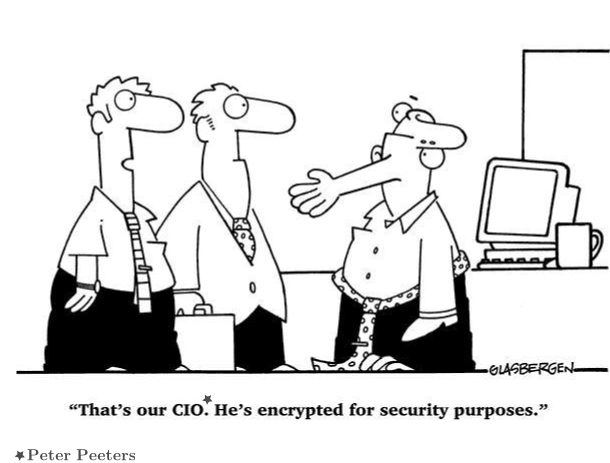 GLASBERGEN
“That’s our CIO.★ He’s encrypted for security purposes.”
★Peter Peeters